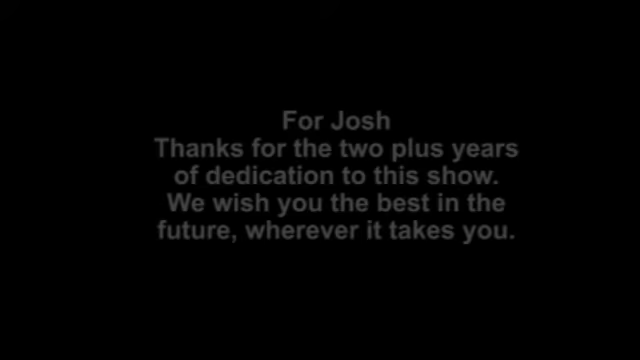 For Josh
Thanks for the two plus years
of dedication to this show.
We wish you the best in the
future, wherever it takes you.